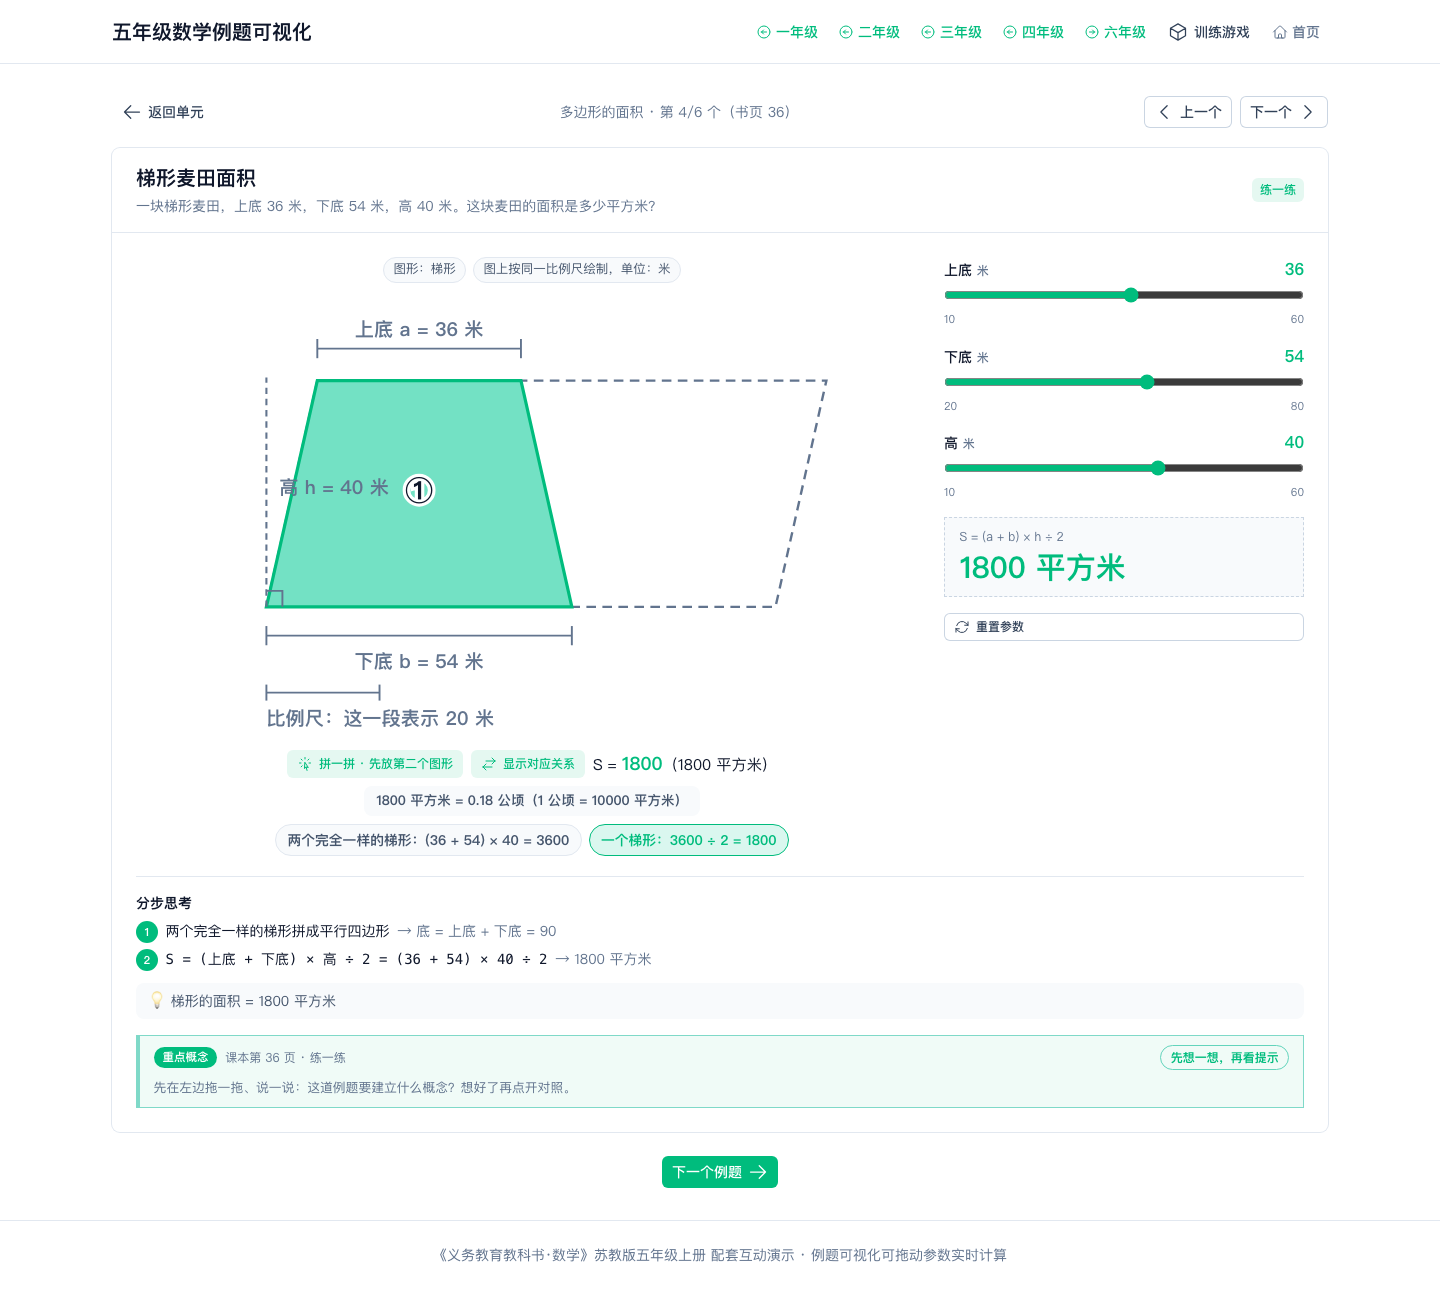 五年级数学例题可视化
一年级 二年级 三年级 四年级 六年级 训练游戏 首页
返回单元
多边形的面积 · 第 4/6 个（书页 36）
上一个 下一个
梯形麦田面积
一块梯形麦田，上底 36 米，下底 54 米，高 40 米。这块麦田的面积是多少平方米？
练一练
图形：梯形 图上按同一比例尺绘制，单位：米
上底 a = 36 米
高 h = 40 米 ①
下底 b = 54 米
比例尺：这一段表示 20 米
上底 米 36
10 60
下底 米 54
20 80
高 米 40
10 60
S = (a + b) × h ÷ 2
1800 平方米
重置参数
拼一拼 · 先放第二个图形 显示对应关系 S = 1800（1800 平方米）
1800 平方米 = 0.18 公顷（1 公顷 = 10000 平方米）
两个完全一样的梯形：(36 + 54) × 40 = 3600 一个梯形：3600 ÷ 2 = 1800
分步思考
1 两个完全一样的梯形拼成平行四边形 → 底 = 上底 + 下底 = 90
2 S = (上底 + 下底) × 高 ÷ 2 = (36 + 54) × 40 ÷ 2 → 1800 平方米
💡 梯形的面积 = 1800 平方米
重点概念 课本第 36 页 · 练一练 先想一想，再看提示
先在左边拖一拖、说一说：这道例题要建立什么概念？想好了再点开对照。
下一个例题
《义务教育教科书·数学》苏教版五年级上册 配套互动演示 · 例题可视化可拖动参数实时计算